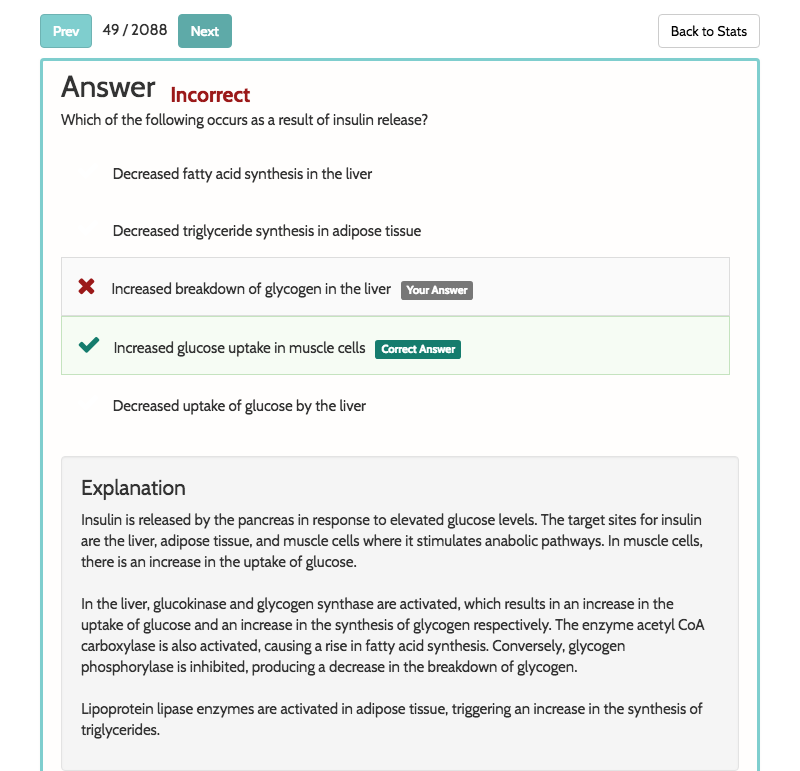 Prev 49 / 2088 Next Back to Stats
Answer Incorrect
Which of the following occurs as a result of insulin release?
Decreased fatty acid synthesis in the liver
Decreased triglyceride synthesis in adipose tissue
Increased breakdown of glycogen in the liver Your Answer
Increased glucose uptake in muscle cells Correct Answer
Decreased uptake of glucose by the liver
Explanation
Insulin is released by the pancreas in response to elevated glucose levels. The target sites for insulin
are the liver, adipose tissue, and muscle cells where it stimulates anabolic pathways. In muscle cells,
there is an increase in the uptake of glucose.
In the liver, glucokinase and glycogen synthase are activated, which results in an increase in the
uptake of glucose and an increase in the synthesis of glycogen respectively. The enzyme acetyl CoA
carboxylase is also activated, causing a rise in fatty acid synthesis. Conversely, glycogen
phosphorylase is inhibited, producing a decrease in the breakdown of glycogen.
Lipoprotein lipase enzymes are activated in adipose tissue, triggering an increase in the synthesis of
triglycerides.